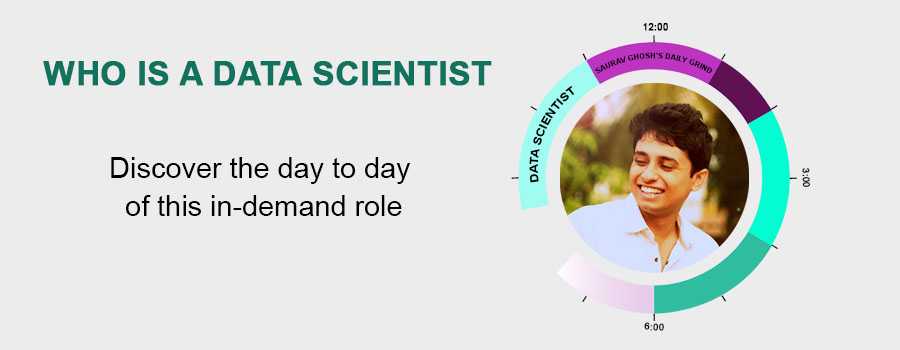 WHO IS A DATA SCIENTIST
Discover the day to day
of this in-demand role
12:00
SAURAV GHOSH'S DAILY GRIND
DATA SCIENTIST
3:00
6:00